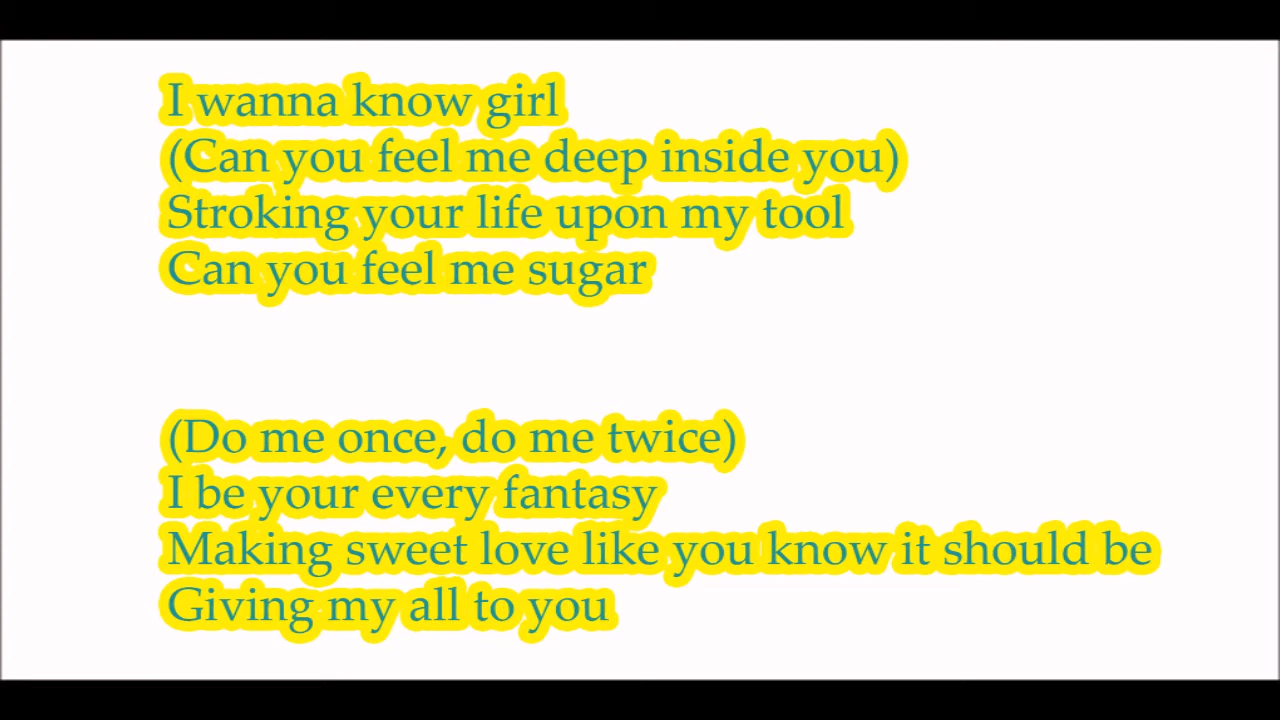 I wanna know girl
(Can you feel me deep inside you)
Stroking your life upon my tool
Can you feel me sugar
(Do me once, do me twice)
I be your every fantasy
Making sweet love like you know it should be
Giving my all to you